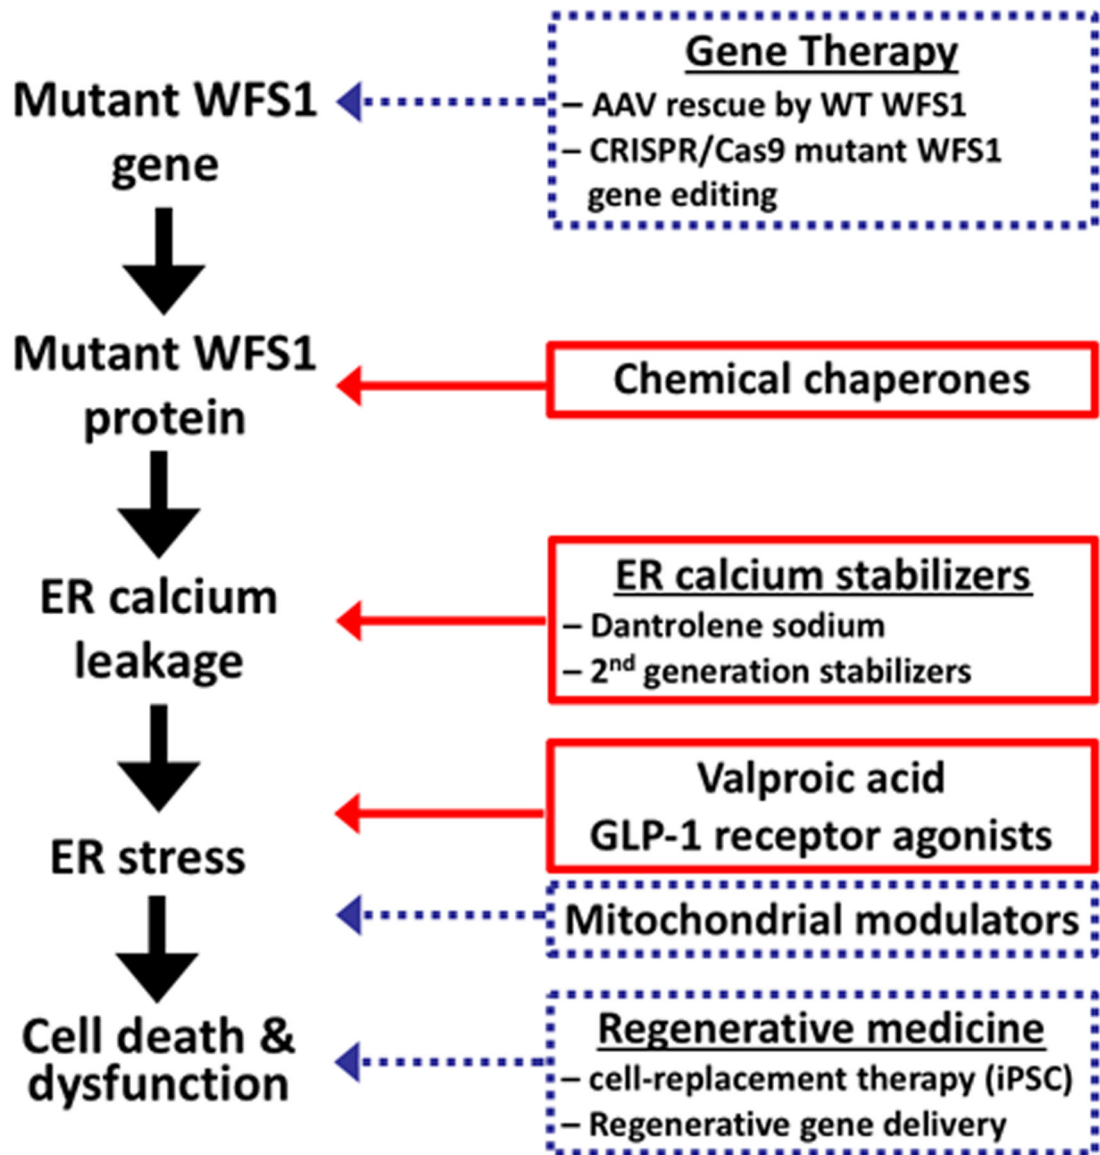 Mutant WFS1
gene
Gene Therapy
– AAV rescue by WT WFS1
– CRISPR/Cas9 mutant WFS1
gene editing
Mutant WFS1
protein
Chemical chaperones
ER calcium
leakage
ER calcium stabilizers
– Dantrolene sodium
– 2nd generation stabilizers
ER stress
Valproic acid
GLP-1 receptor agonists
Mitochondrial modulators
Cell death &
dysfunction
Regenerative medicine
– cell-replacement therapy (iPSC)
– Regenerative gene delivery